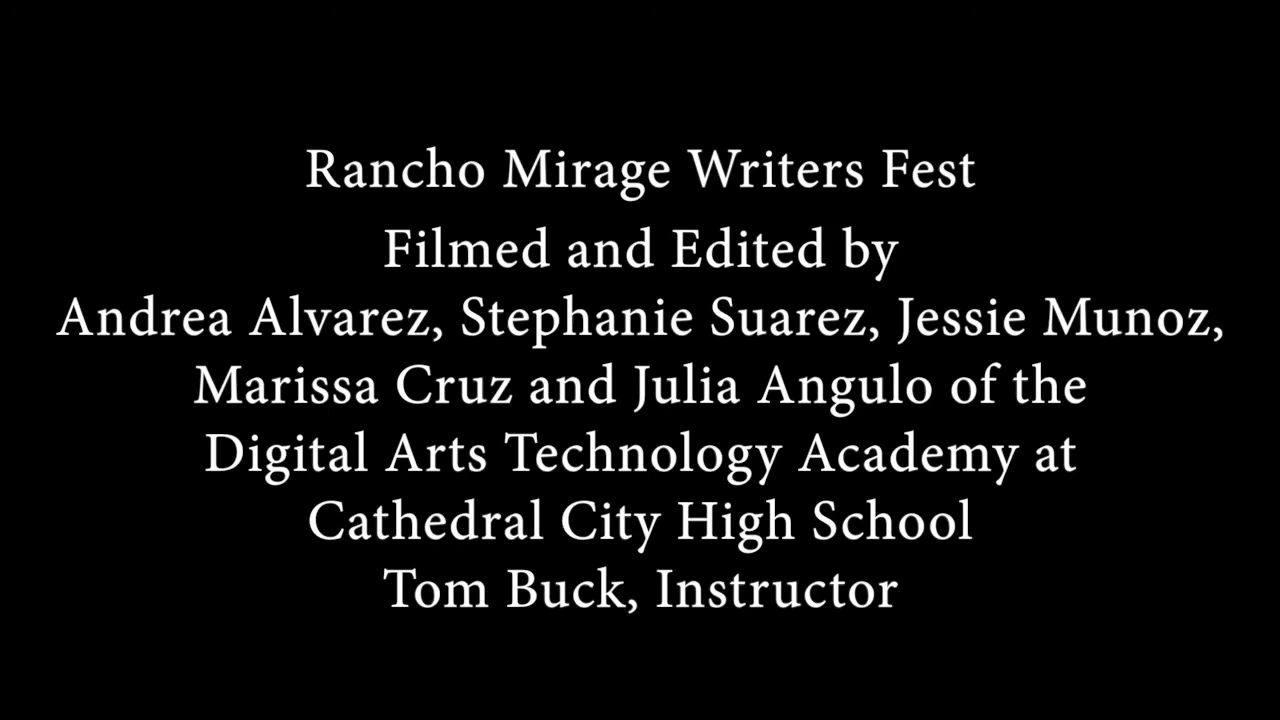 Rancho Mirage Writers Fest
Filmed and Edited by
Andrea Alvarez, Stephanie Suarez, Jessie Munoz,
Marissa Cruz and Julia Angulo of the
Digital Arts Technology Academy at
Cathedral City High School
Tom Buck, Instructor